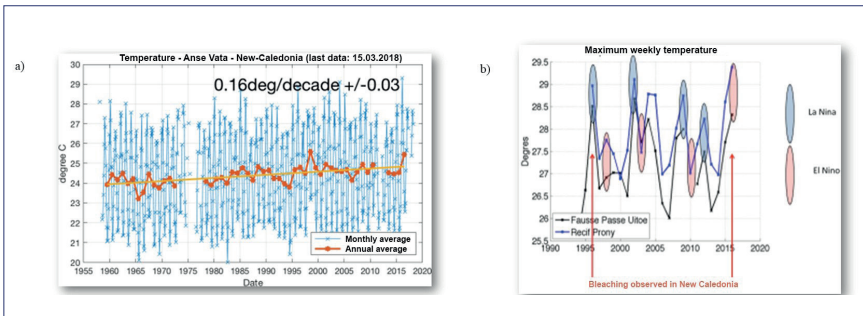 a)
Temperature - Anse Vata - New-Caledonia (last data: 15.03.2018)
0.16deg/decade +/-0.03
degree C
30
29
28
27
26
25
24
23
22
21
20
Monthly average
Annual average
1955 1960 1965 1970 1975 1980 1985 1990 1995 2000 2005 2010 2015 2020
Date
b)
Maximum weekly temperature
Degres
29.5
29
28.5
28
27.5
27
26.5
26
25.5
Fausse Passe Uitoe
Recif Prony
1990 1995 2000 2005 2010 2015 2020
La Nina
El Nino
Bleaching observed in New Caledonia